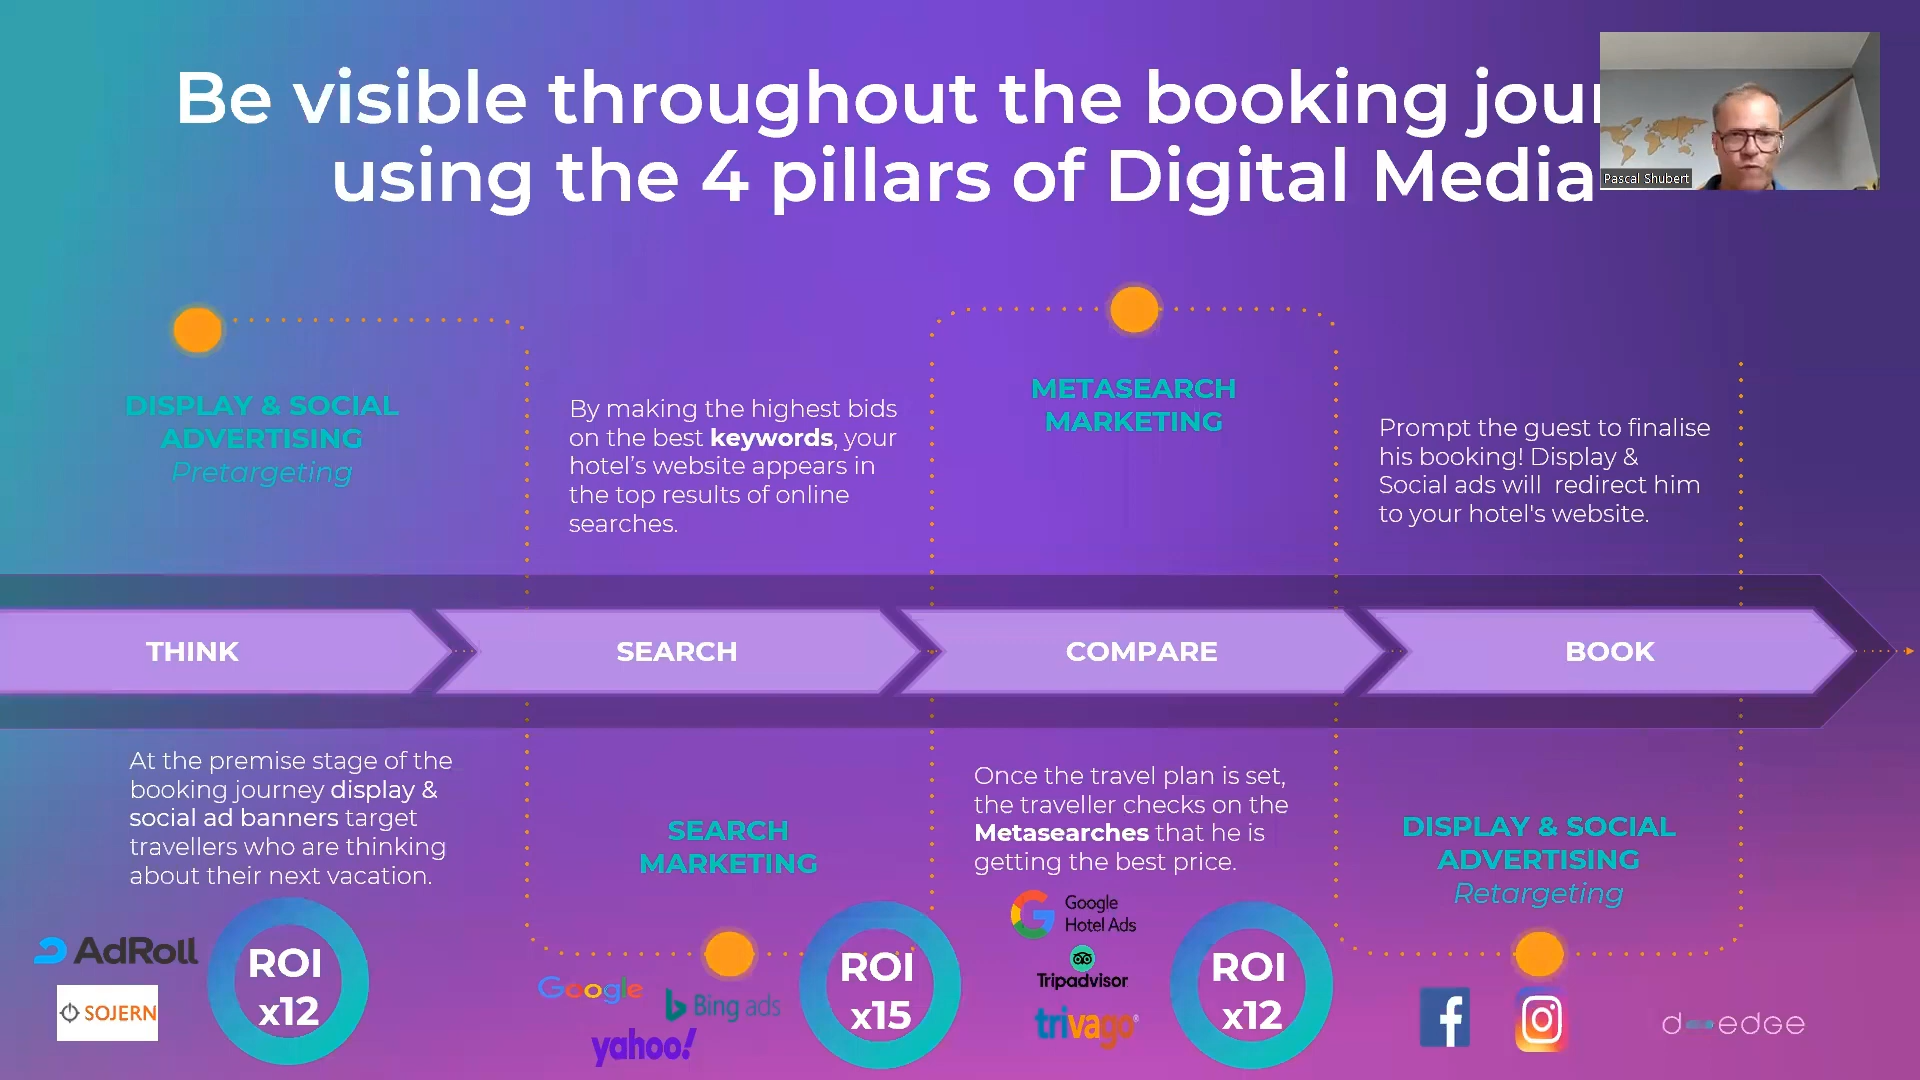 Be visible throughout the booking jour
using the 4 pillars of Digital Media
Pascal Shubert
DISPLAY & SOCIAL
ADVERTISING
Pretargeting
By making the highest bids
on the best keywords, your
hotel's website appears in
the top results of online
searches.
METASEARCH
MARKETING
Prompt the guest to finalise
his booking! Display &
Social ads will redirect him
to your hotel's website.
THINK
SEARCH
COMPARE
BOOK
At the premise stage of the
booking journey display &
social ad banners target
travellers who are thinking
about their next vacation.
SEARCH
MARKETING
Once the travel plan is set,
the traveller checks on the
Metasearches that he is
getting the best price.
DISPLAY & SOCIAL
ADVERTISING
Retargeting
AdRoll
SOJERN
ROI
x12
Google
Bing ads
yahoo!
ROI
x15
Google
Hotel Ads
Tripadvisor
trivago®
ROI
x12
d-edge